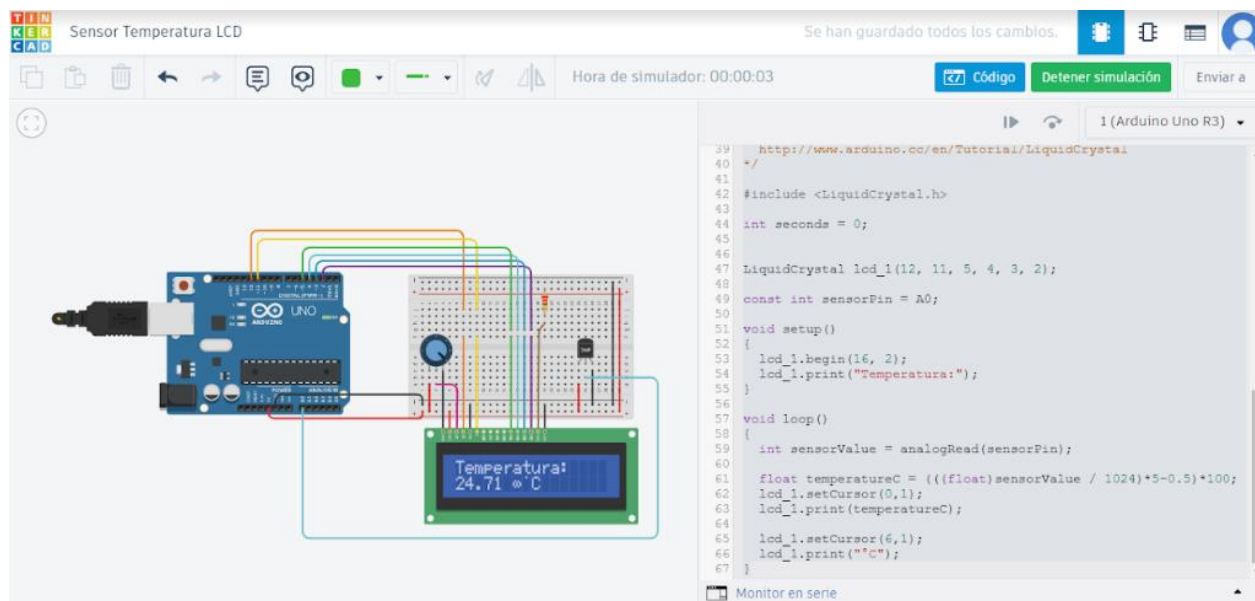 TIN
KER
CAD
Sensor Temperatura LCD
Se han guardado todos los cambios.
Hora de simulador: 00:00:03
Código
Detener simulación
Enviar a
1 (Arduino Uno R3)
39 http://www.arduino.cc/en/Tutorial/LiquidCrystal
40 */
41
42 #include <LiquidCrystal.h>
43
44 int seconds = 0;
45
46
47 LiquidCrystal lcd_1(12, 11, 5, 4, 3, 2);
48
49 const int sensorPin = A0;
50
51 void setup()
52 {
53 lcd_1.begin(16, 2);
54 lcd_1.print("Temperatura:");
55 }
56
57 void loop()
58 {
59 int sensorValue = analogRead(sensorPin);
60
61 float temperatureC = (((float)sensorValue / 1024)*5-0.5)*100;
62 lcd_1.setCursor(0,1);
63 lcd_1.print(temperatureC);
64
65 lcd_1.setCursor(6,1);
66 lcd_1.print("°C");
67 }
Monitor en serie
UNO
ARDUINO
TMP
Temperatura:
24.71 °C